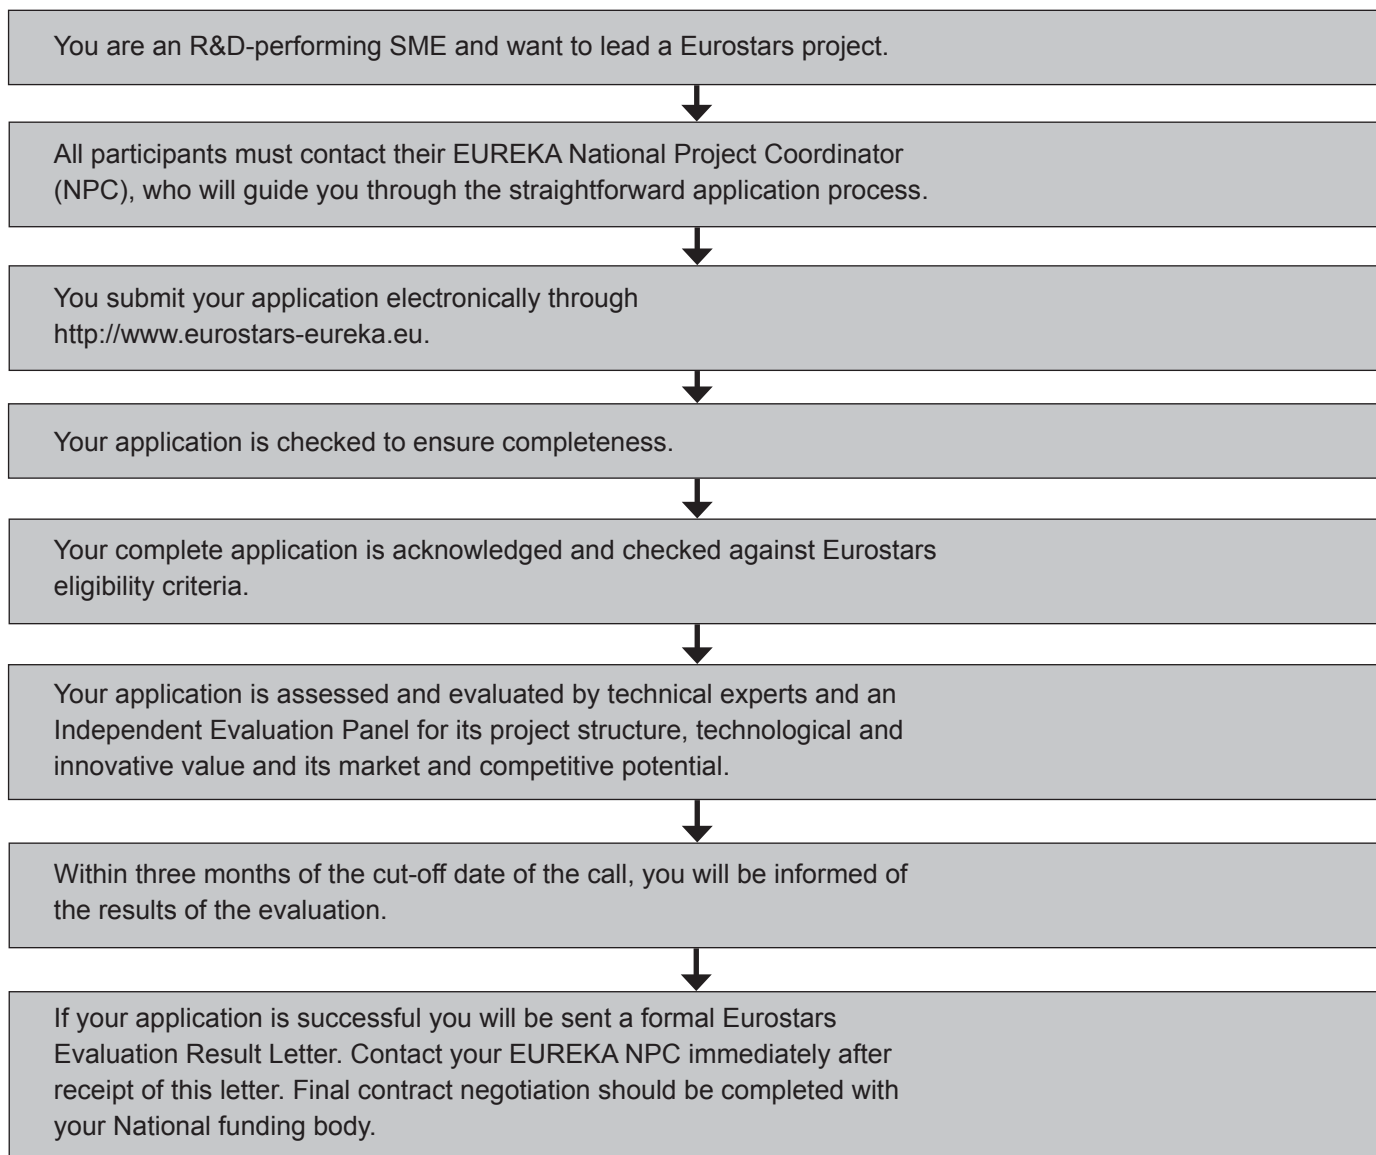 You are an R&D-performing SME and want to lead a Eurostars project.
All participants must contact their EUREKA National Project Coordinator
(NPC), who will guide you through the straightforward application process.
You submit your application electronically through
http://www.eurostars-eureka.eu.
Your application is checked to ensure completeness.
Your complete application is acknowledged and checked against Eurostars
eligibility criteria.
Your application is assessed and evaluated by technical experts and an
Independent Evaluation Panel for its project structure, technological and
innovative value and its market and competitive potential.
Within three months of the cut-off date of the call, you will be informed of
the results of the evaluation.
If your application is successful you will be sent a formal Eurostars
Evaluation Result Letter. Contact your EUREKA NPC immediately after
receipt of this letter. Final contract negotiation should be completed with
your National funding body.